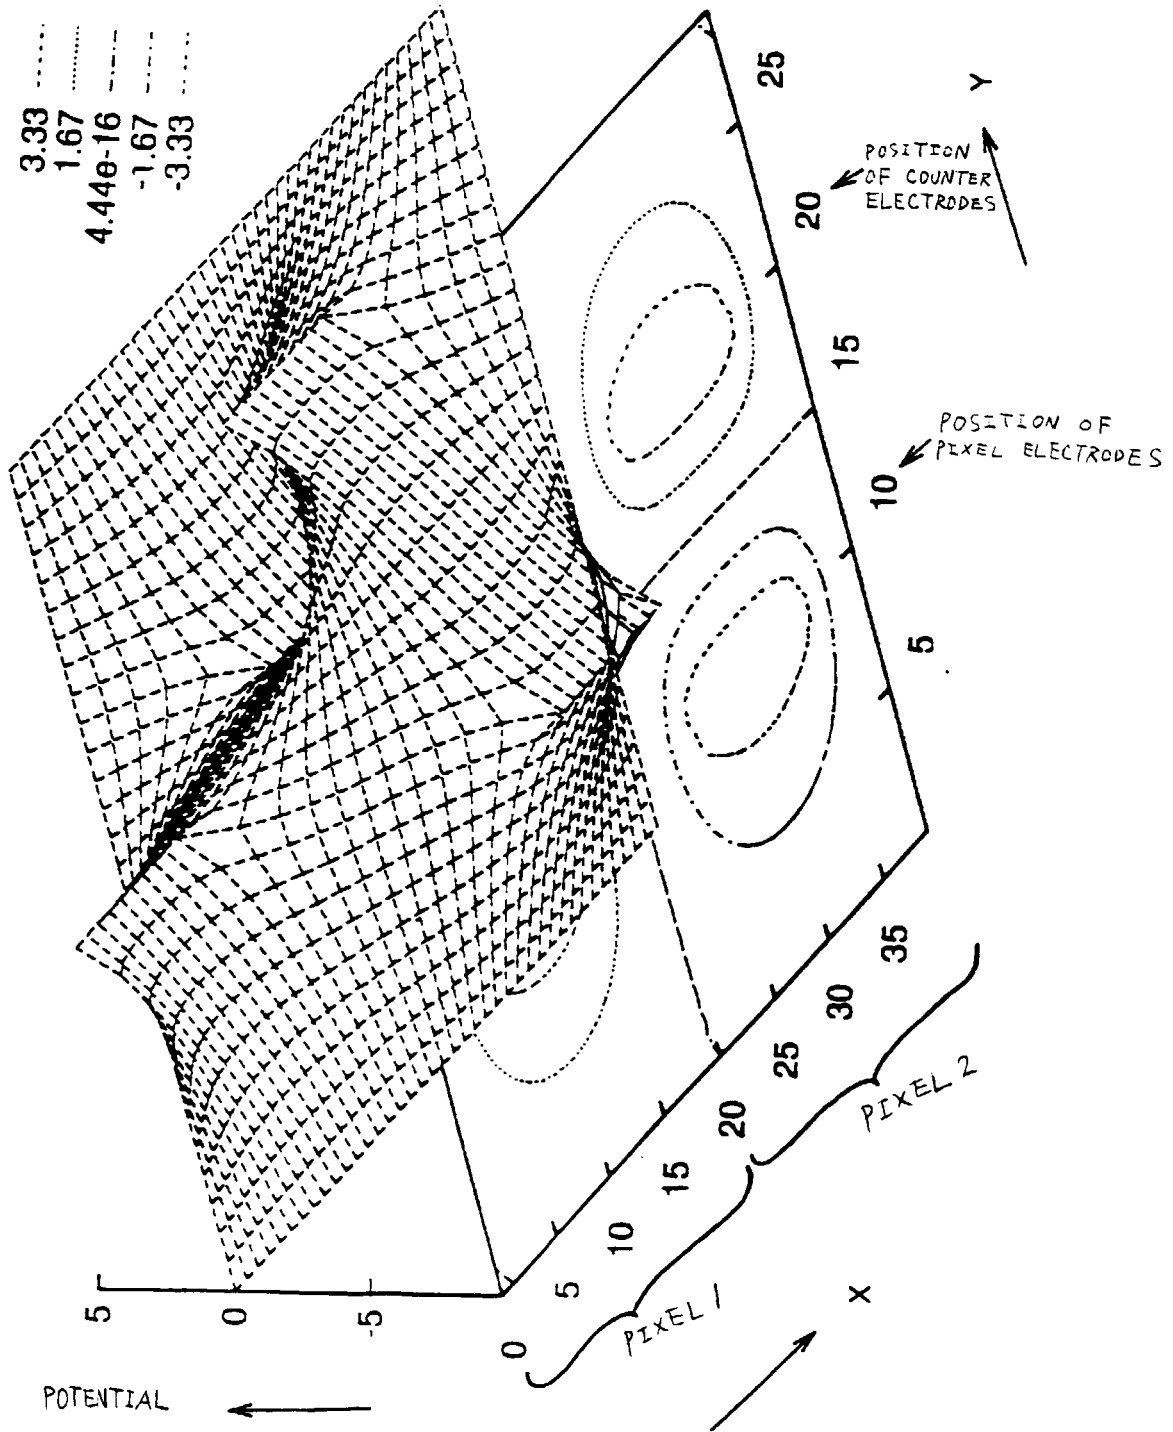 3.33
1.67
4.44e-16
-1.67
-3.33
5
0
-5
POTENTIAL
0
5
10
15
20
25
30
35
X
PIXEL 1
PIXEL 2
5
10
15
20
25
Y
POSITION
OF COUNTER
ELECTRODES
POSITION OF
PIXEL ELECTRODES